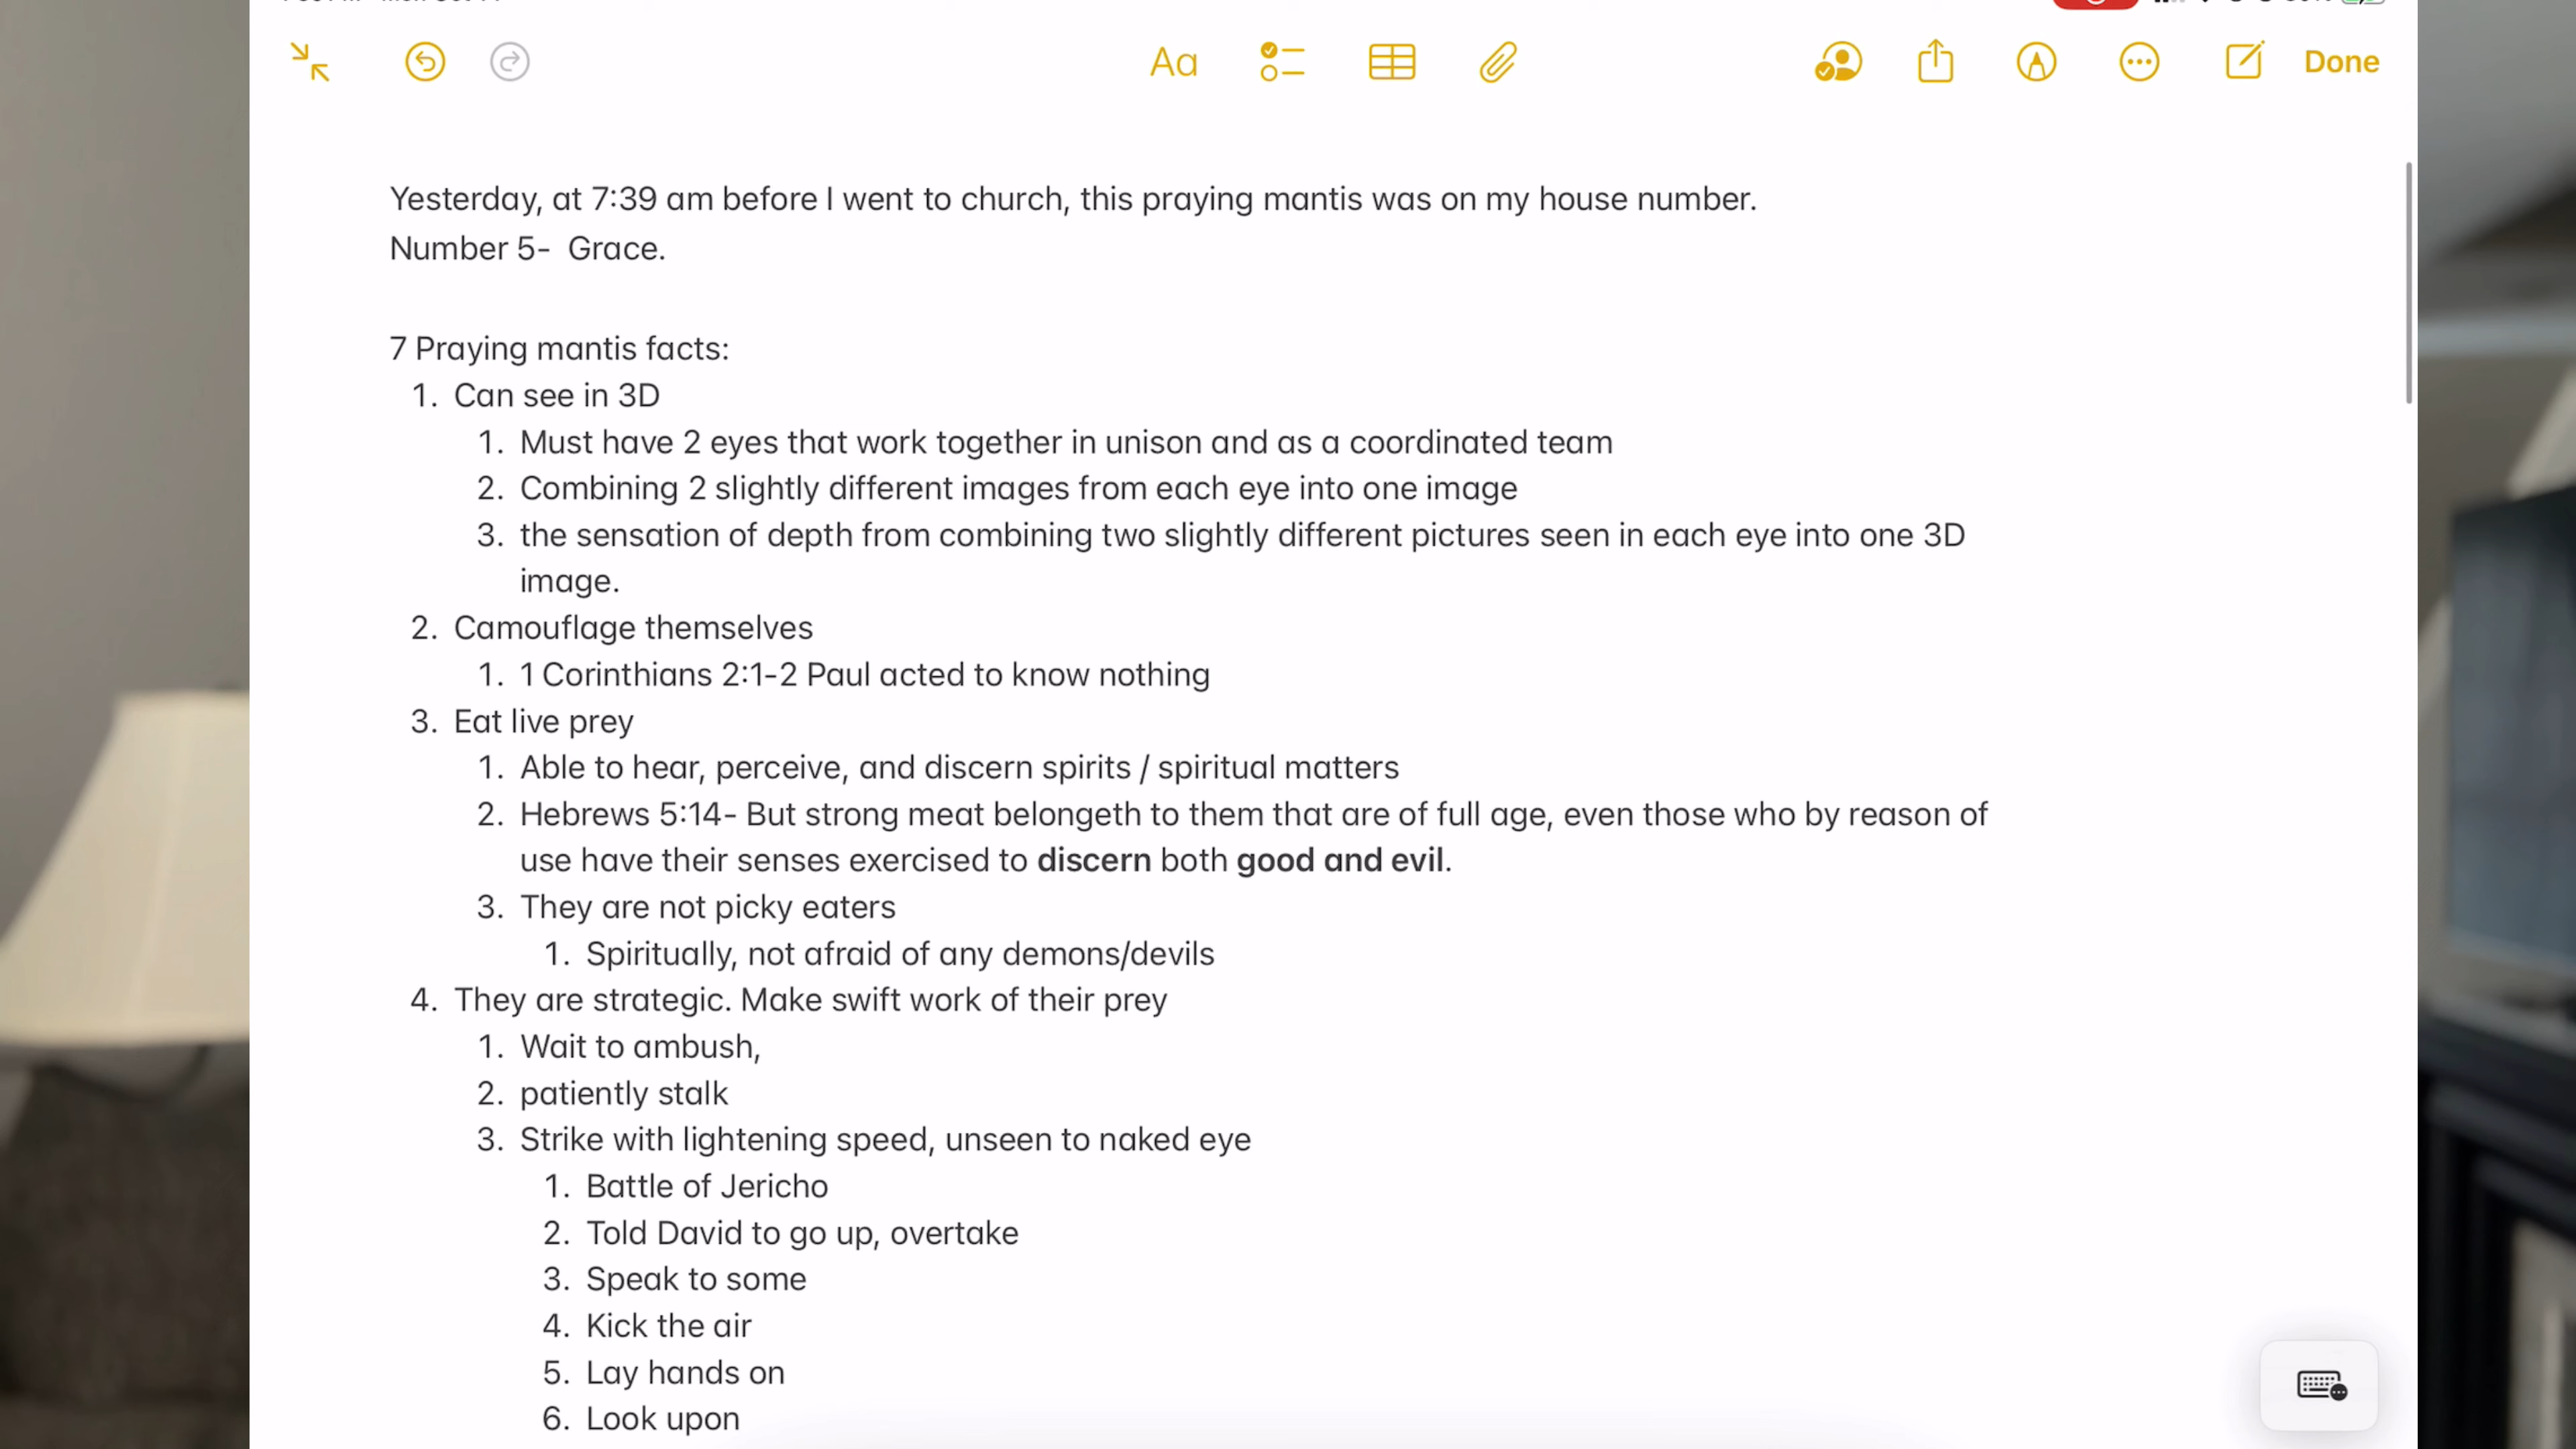 Aa
Done
Yesterday, at 7:39 am before I went to church, this praying mantis was on my house number.
Number 5-  Grace.
7 Praying mantis facts:
1. Can see in 3D
1. Must have 2 eyes that work together in unison and as a coordinated team
2. Combining 2 slightly different images from each eye into one image
3. the sensation of depth from combining two slightly different pictures seen in each eye into one 3D
image.
2. Camouflage themselves
1. 1 Corinthians 2:1-2 Paul acted to know nothing
3. Eat live prey
1. Able to hear, perceive, and discern spirits / spiritual matters
2. Hebrews 5:14- But strong meat belongeth to them that are of full age, even those who by reason of
use have their senses exercised to discern both good and evil.
3. They are not picky eaters
1. Spiritually, not afraid of any demons/devils
4. They are strategic. Make swift work of their prey
1. Wait to ambush,
2. patiently stalk
3. Strike with lightening speed, unseen to naked eye
1. Battle of Jericho
2. Told David to go up, overtake
3. Speak to some
4. Kick the air
5. Lay hands on
6. Look upon